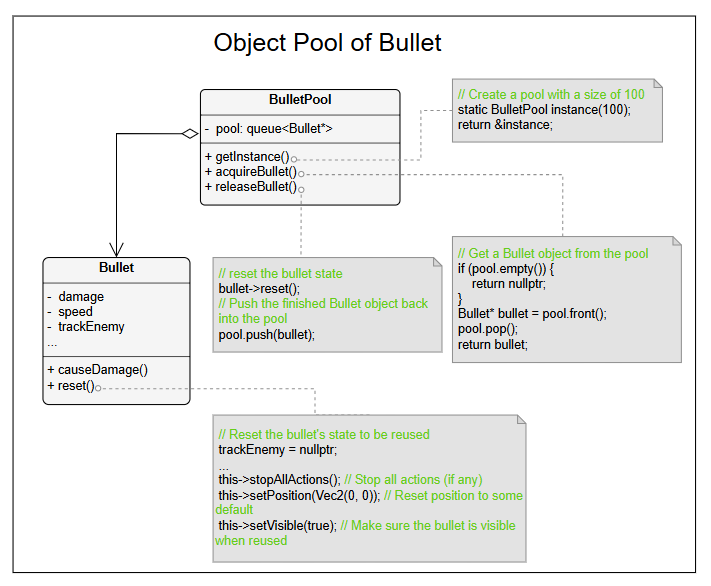 Object Pool of Bullet
BulletPool
- pool: queue<Bullet*>
+ getInstance()
+ acquireBullet()
+ releaseBullet()
// Create a pool with a size of 100
static BulletPool instance(100);
return &instance;
Bullet
- damage
- speed
- trackEnemy
...
+ causeDamage()
+ reset()
// reset the bullet state
bullet->reset();
// Push the finished Bullet object back
into the pool
pool.push(bullet);
// Get a Bullet object from the pool
if (pool.empty()) {
return nullptr;
}
Bullet* bullet = pool.front();
pool.pop();
return bullet;
// Reset the bullet's state to be reused
trackEnemy = nullptr;
...
this->stopAllActions(); // Stop all actions (if any)
this->setPosition(Vec2(0, 0)); // Reset position to some
default
this->setVisible(true); // Make sure the bullet is visible
when reused